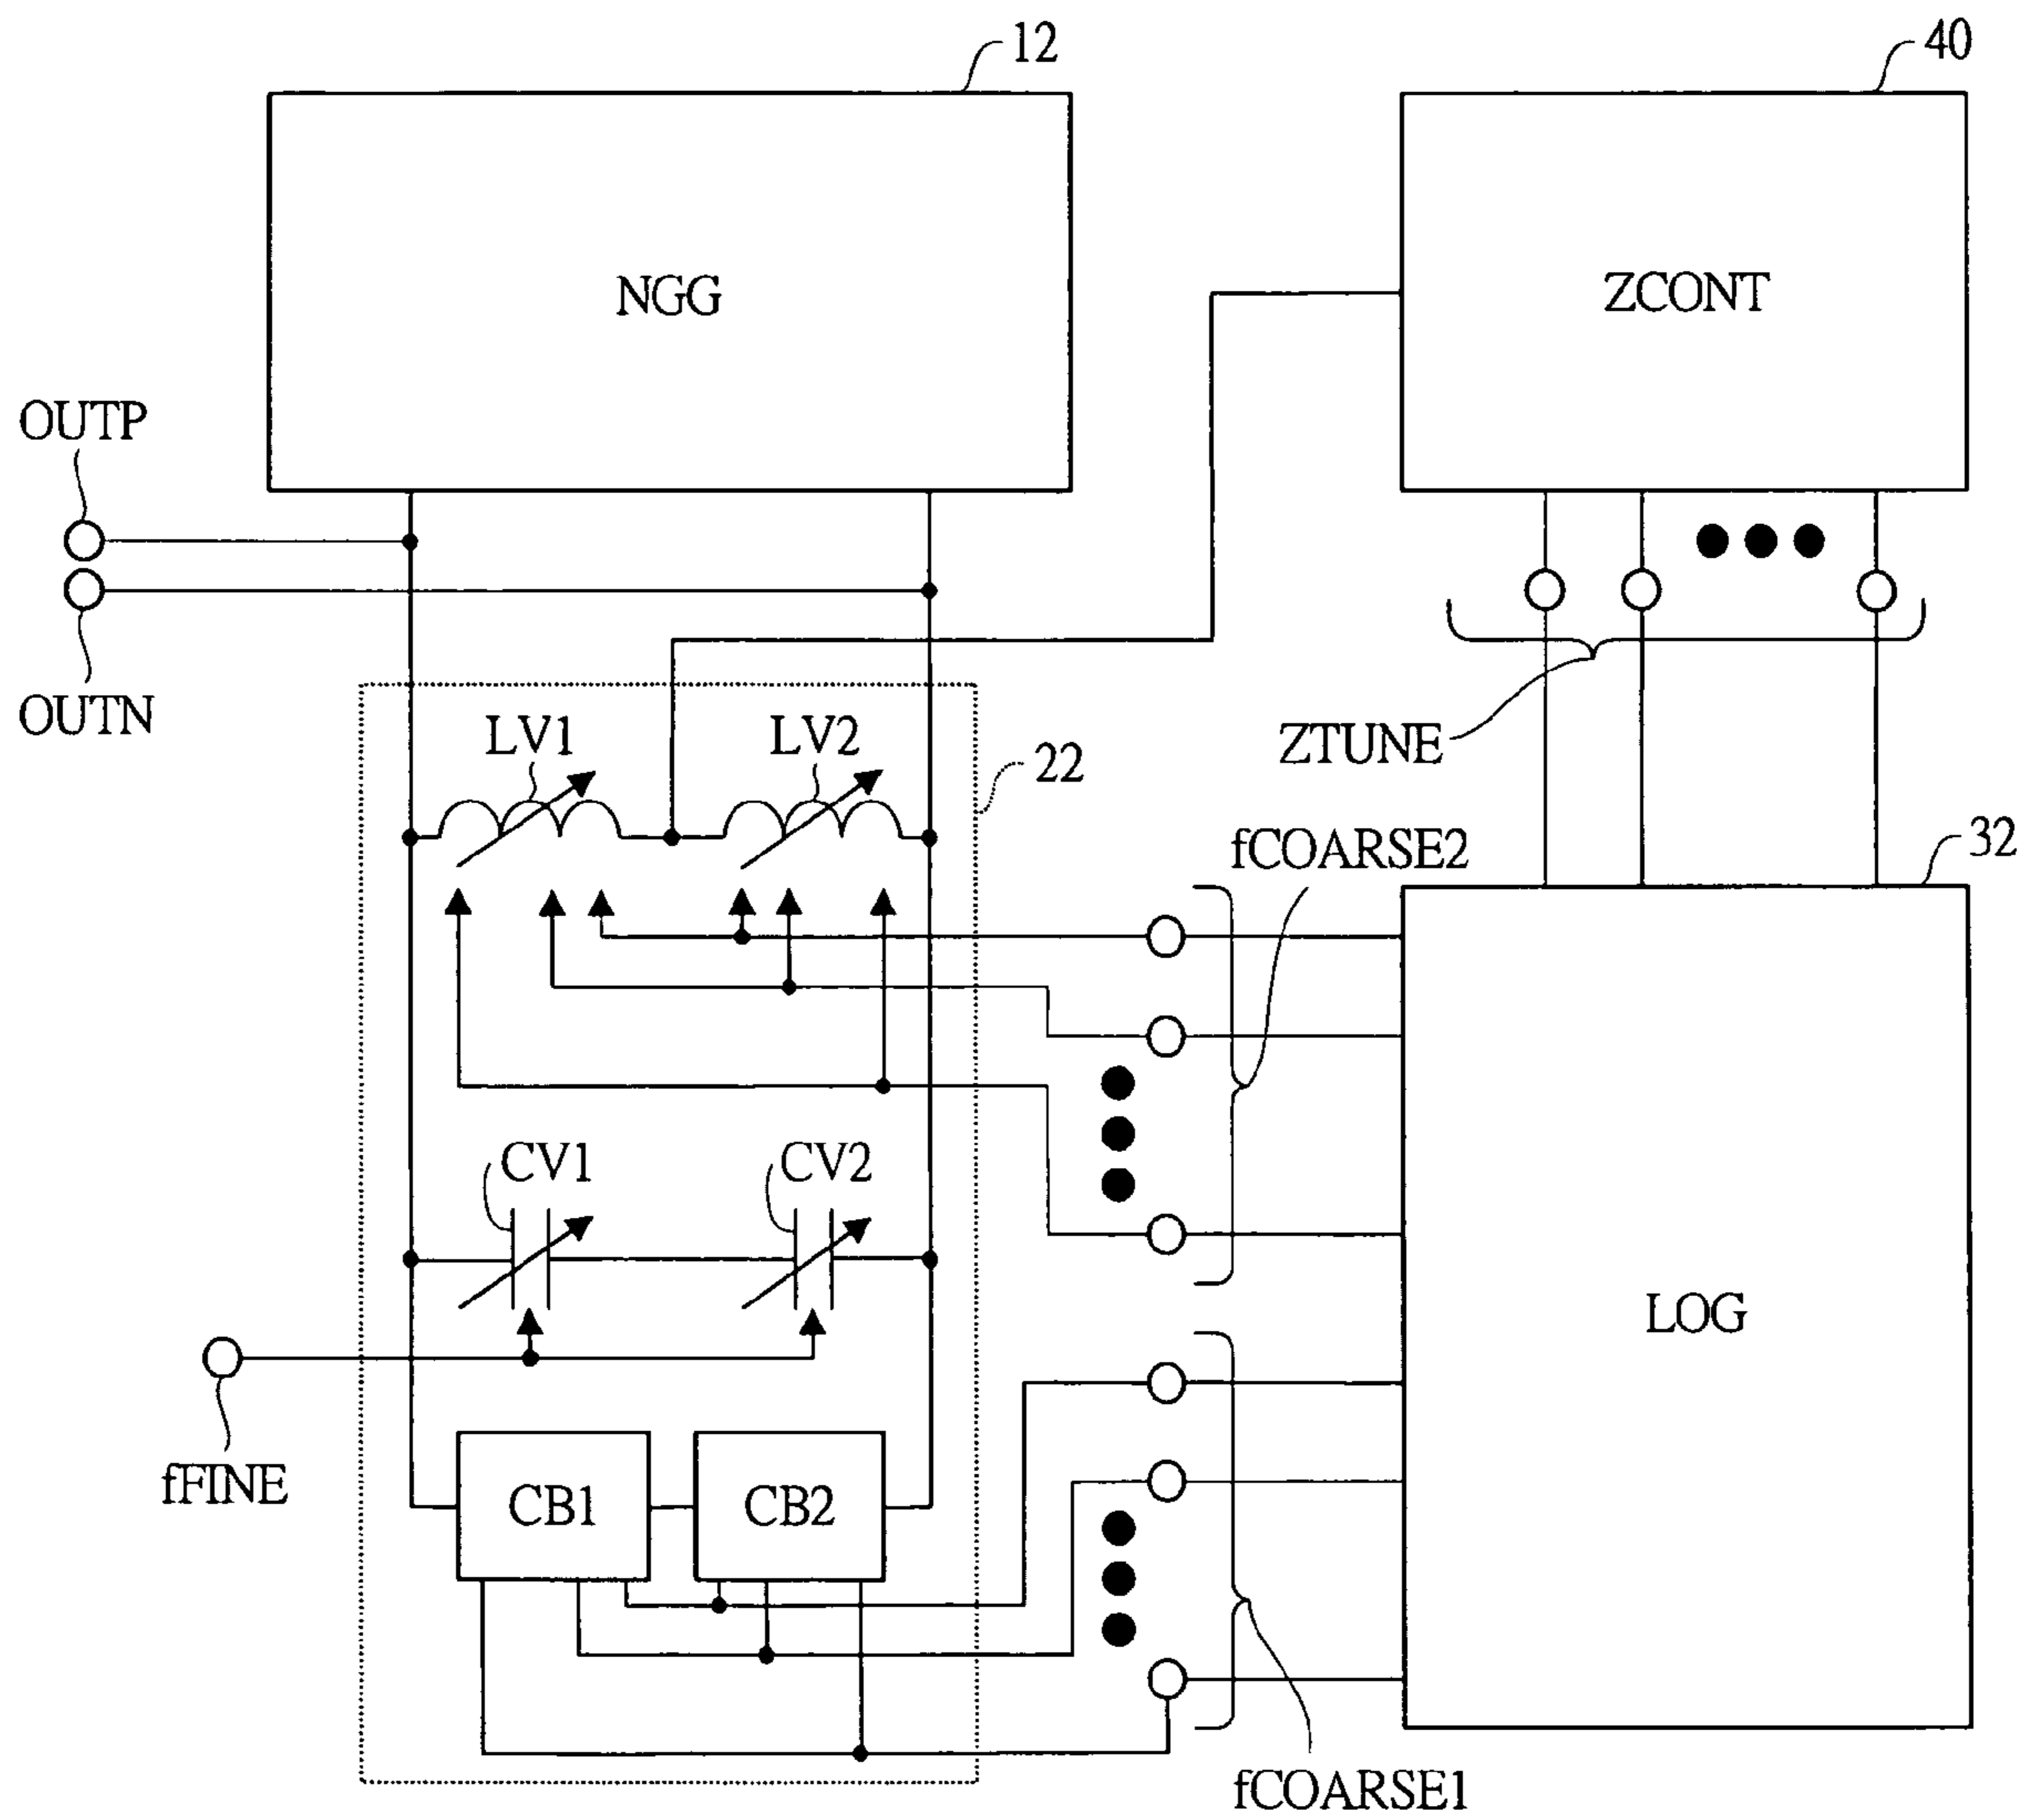 12
40
NGG
ZCONT
OUTP
OUTN
ZTUNE
LV1
LV2
22
fCOARSE2
32
CV1
CV2
LOG
fFINE
CB1
CB2
fCOARSE1